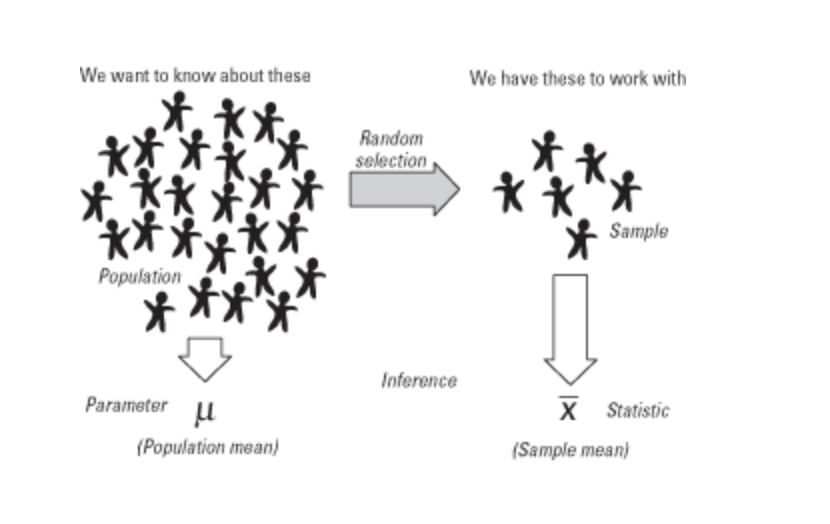 We want to know about these
We have these to work with
Random
selection
Sample
Population
Inference
Parameter
μ
x̅
Statistic
(Population mean)
(Sample mean)